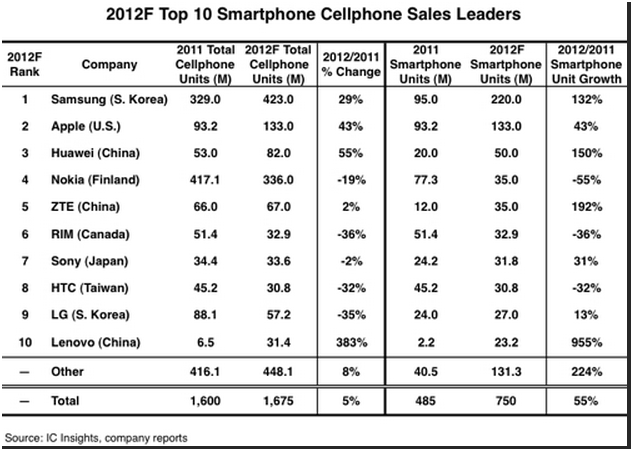 2012F Top 10 Smartphone Cellphone Sales Leaders
2012F Rank | Company | 2011 Total Cellphone Units (M) | 2012F Total Cellphone Units (M) | 2012/2011 % Change | 2011 Smartphone Units (M) | 2012F Smartphone Units (M) | 2012/2011 Smartphone Unit Growth
1 Samsung (S. Korea) 329.0 423.0 29% 95.0 220.0 132%
2 Apple (U.S.) 93.2 133.0 43% 93.2 133.0 43%
3 Huawei (China) 53.0 82.0 55% 20.0 50.0 150%
4 Nokia (Finland) 417.1 336.0 -19% 77.3 35.0 -55%
5 ZTE (China) 66.0 67.0 2% 12.0 35.0 192%
6 RIM (Canada) 51.4 32.9 -36% 51.4 32.9 -36%
7 Sony (Japan) 34.4 33.6 -2% 24.2 31.8 31%
8 HTC (Taiwan) 45.2 30.8 -32% 45.2 30.8 -32%
9 LG (S. Korea) 88.1 57.2 -35% 24.0 27.0 13%
10 Lenovo (China) 6.5 31.4 383% 2.2 23.2 955%
— Other 416.1 448.1 8% 40.5 131.3 224%
— Total 1,600 1,675 5% 485 750 55%
Source: IC Insights, company reports